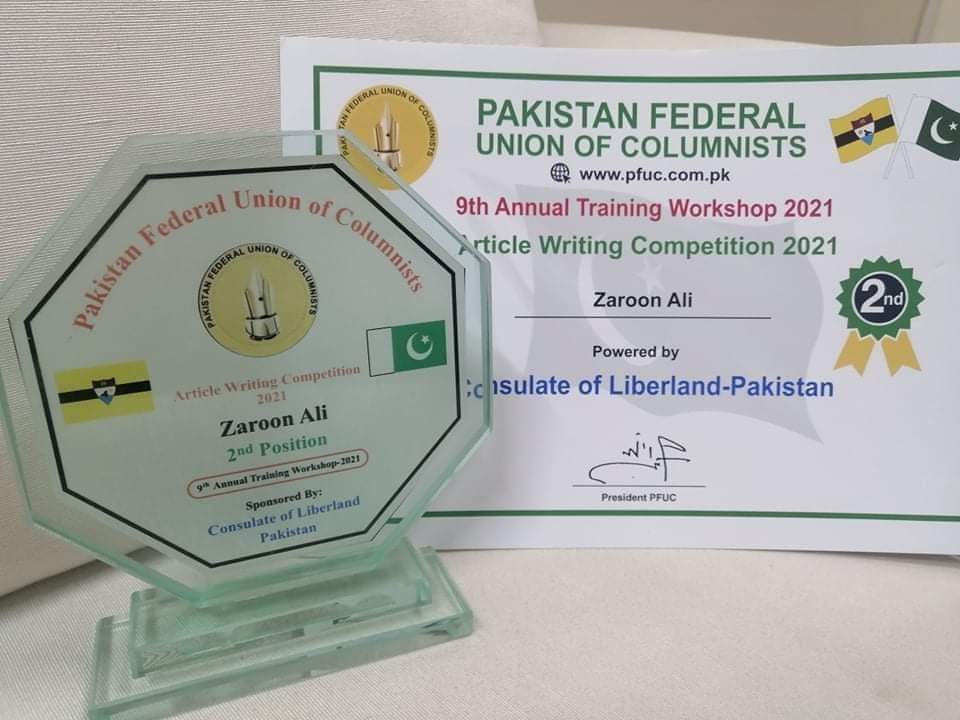 PAKISTAN FEDERAL UNION OF COLUMNISTS
Pakistan Federal Union of Columnists
PAKISTAN FEDERAL UNION OF COLUMNISTS
Article Writing Competition
2021
Zaroon Ali
2nd Position
9th Annual Training Workshop-2021
Sponsored By:
Consulate of Liberland
Pakistan
PAKISTAN FEDERAL
UNION OF COLUMNISTS
www.pfuc.com.pk
9th Annual Training Workshop 2021
Article Writing Competition 2021
Zaroon Ali
2nd
Powered by
Consulate of Liberland-Pakistan
President PFUC